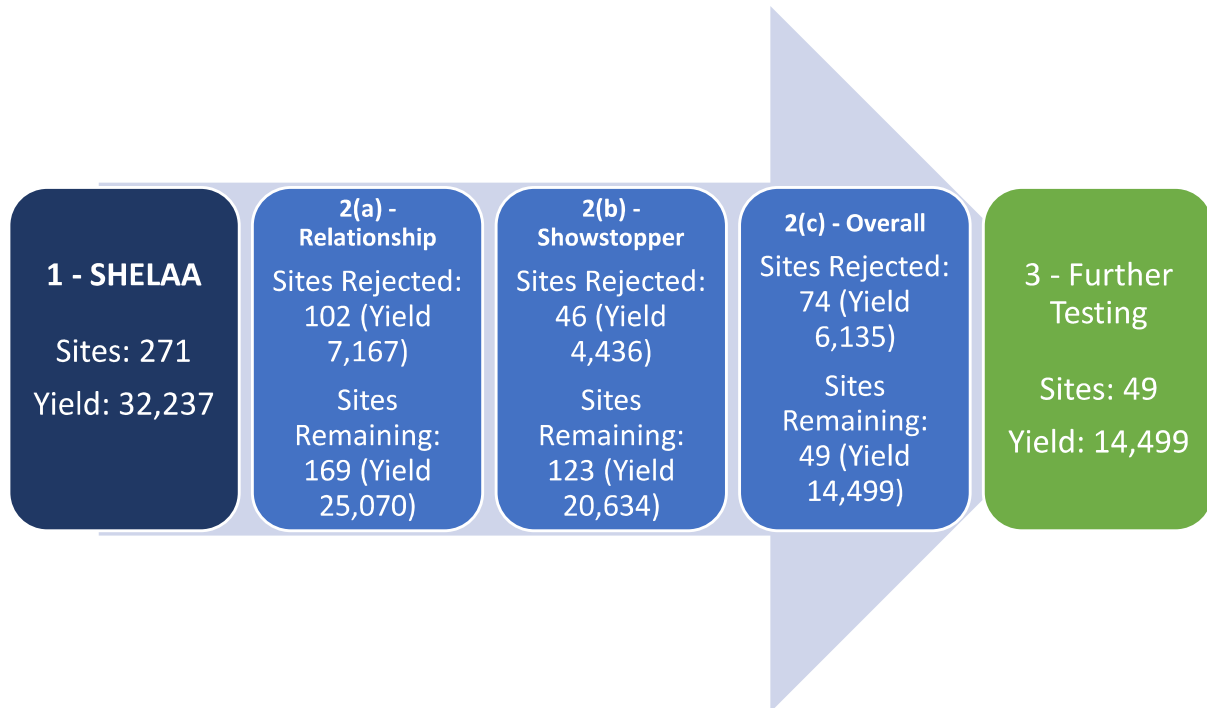 1 - SHELAA
Sites: 271
Yield: 32,237
2(a) -
Relationship
Sites Rejected:
102 (Yield
7,167)
Sites
Remaining:
169 (Yield
25,070)
2(b) -
Showstopper
Sites Rejected:
46 (Yield
4,436)
Sites
Remaining:
123 (Yield
20,634)
2(c) - Overall
Sites Rejected:
74 (Yield
6,135)
Sites
Remaining:
49 (Yield
14,499)
3 - Further
Testing
Sites: 49
Yield: 14,499